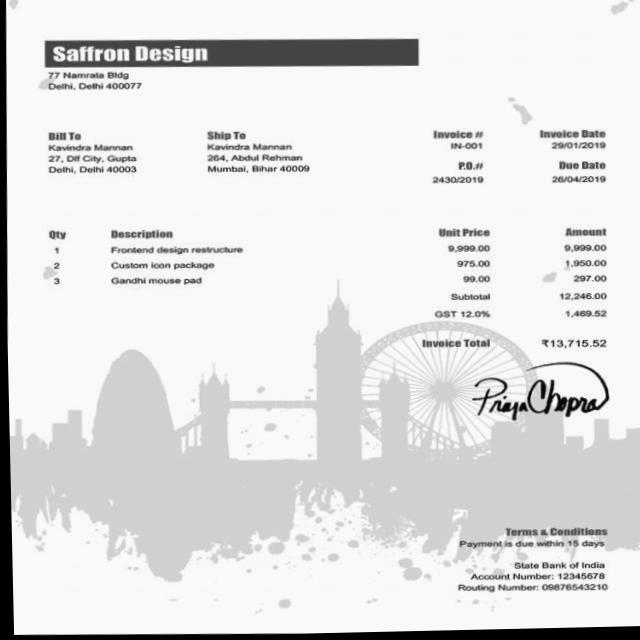 Saffron Design
77 Namrata Bldg
Delhi, Delhi 400077
Bill To
Kavindra Mannan
27, Dlf City, Gupta
Delhi, Delhi 40003
Ship To
Kavindra Mannan
264, Abdul Rehman
Mumbai, Bihar 40009
Invoice # Invoice Date
IN-001 29/01/2019
P.O.# Due Date
2430/2019 26/04/2019
Qty Description Unit Price Amount
1 Frontend design restructure 9,999.00 9,999.00
2 Custom icon package 975.00 1,950.00
3 Gandhi mouse pad 99.00 297.00
Subtotal 12,246.00
GST 12.0% 1,469.52
Invoice Total ₹13,715.52
Priya Chopra
Terms & Conditions
Payment is due within 15 days
State Bank of India
Account Number: 12345678
Routing Number: 09876543210